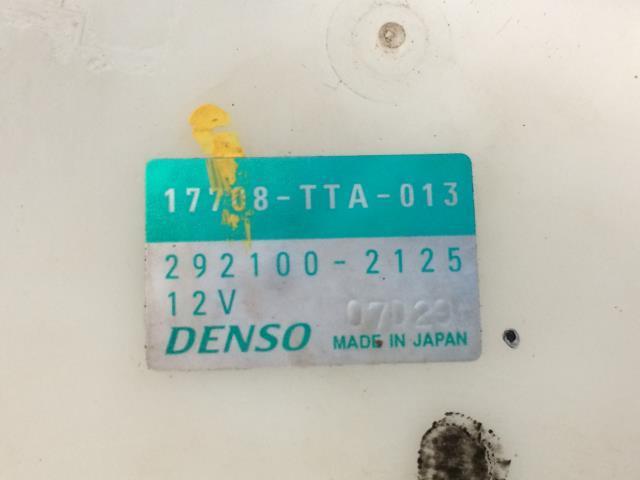 17708-TTA-013
292100-2125
12V
DENSO MADE IN JAPAN